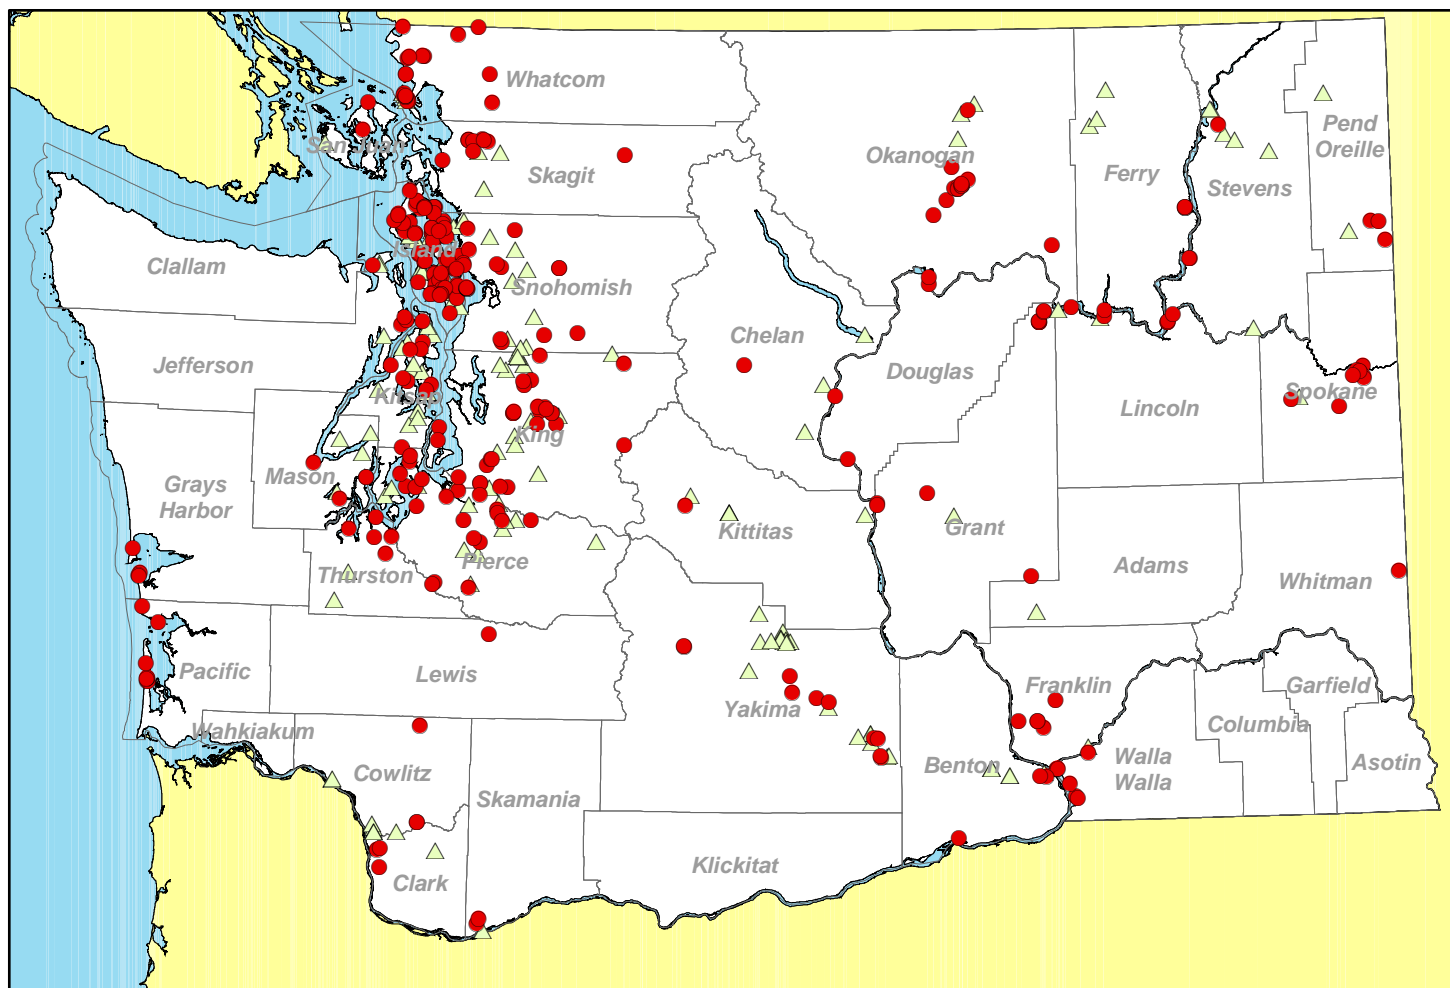 Whatcom
San Juan
Skagit
Okanogan
Ferry
Stevens
Pend
Oreille
Clallam
Island
Snohomish
Chelan
Douglas
Jefferson
Kitsap
Lincoln
Spokane
King
Grays
Harbor
Mason
Kittitas
Grant
Adams
Whitman
Thurston
Pierce
Pacific
Lewis
Yakima
Franklin
Garfield
Columbia
Wahkiakum
Cowlitz
Skamania
Benton
Walla
Walla
Asotin
Klickitat
Clark